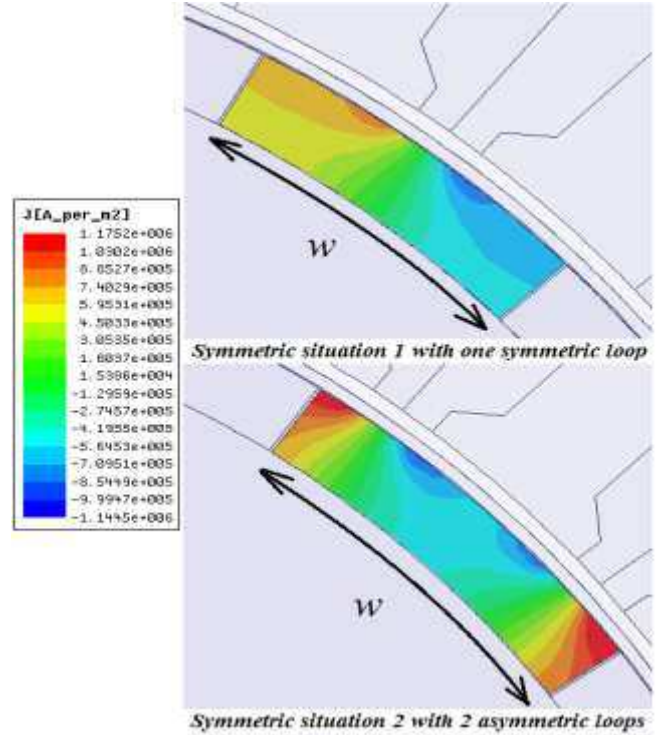 J[A_per_m2]
1.1752e+006
1.0302e+006
8.8527e+005
7.4029e+005
5.9531e+005
4.5033e+005
3.0535e+005
1.6037e+005
1.5386e+004
-1.2959e+005
-2.7457e+005
-4.1955e+005
-5.6453e+005
-7.0951e+005
-8.5449e+005
-9.9947e+005
-1.1445e+006
w
Symmetric situation 1 with one symmetric loop
w
Symmetric situation 2 with 2 asymmetric loops